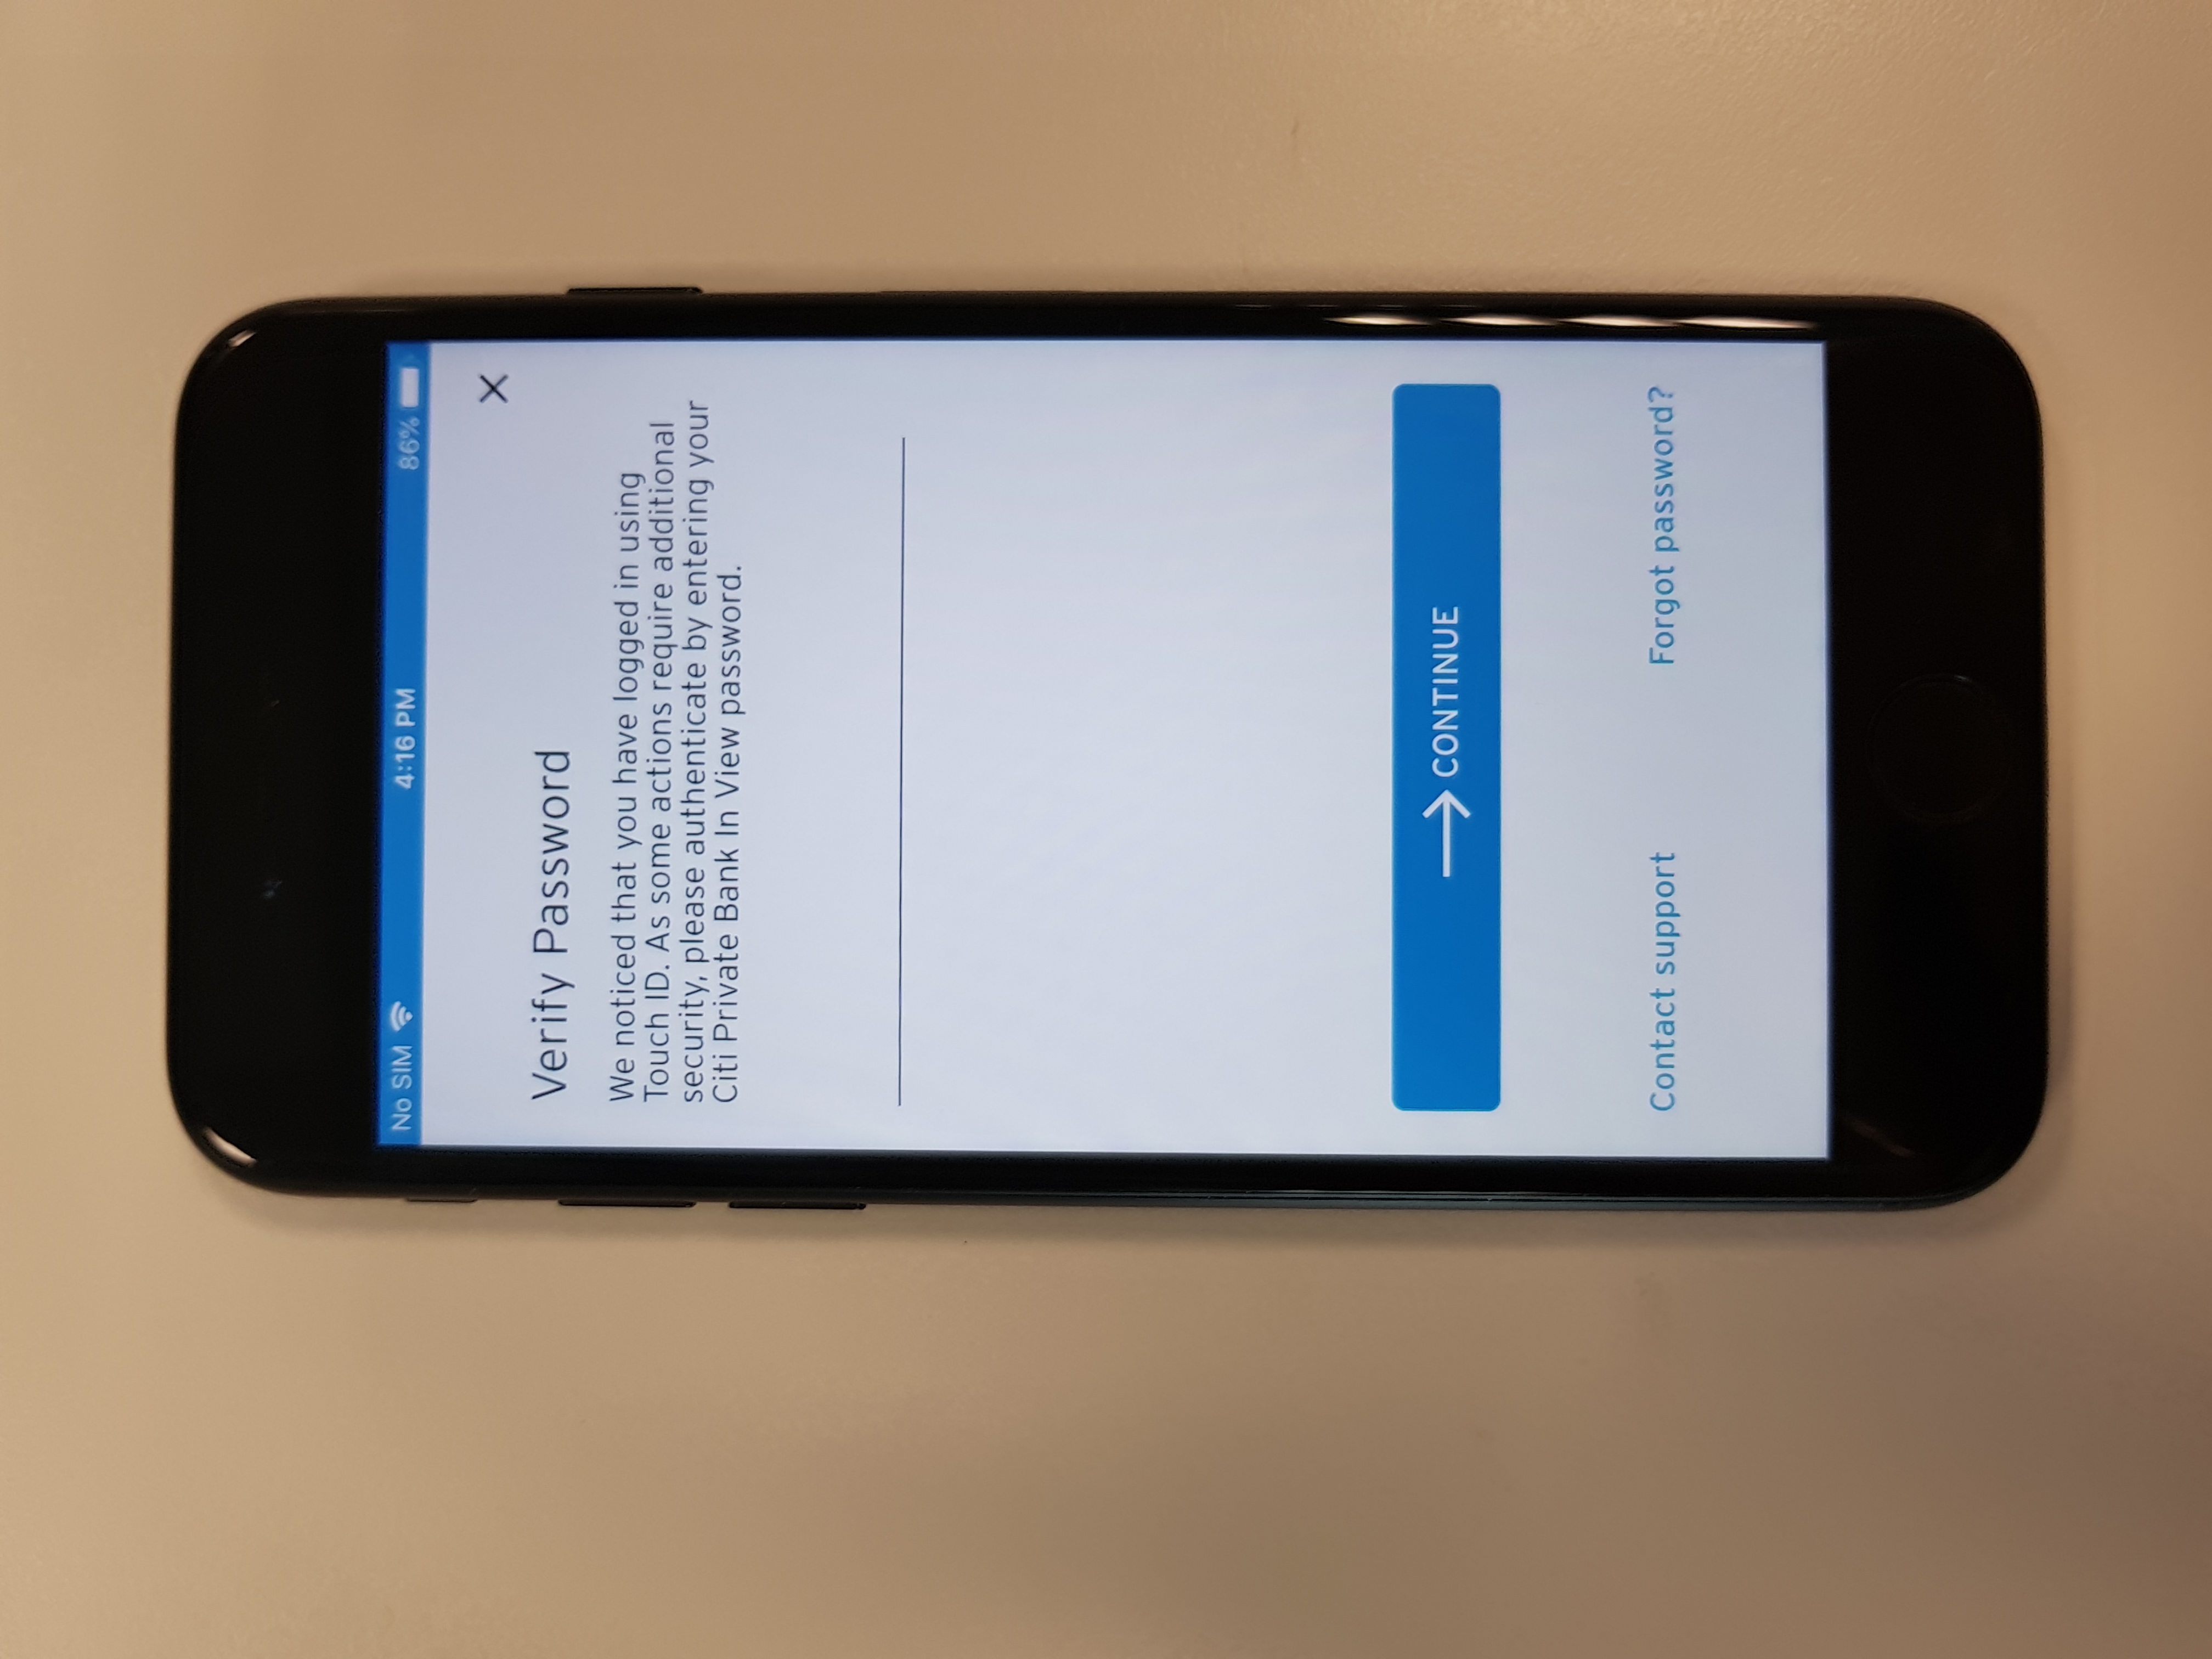 No SIM 4:16 PM 86%
Verify Password
We noticed that you have logged in using
Touch ID. As some actions require additional
security, please authenticate by entering your
Citi Private Bank In View password.
CONTINUE
Contact support Forgot password?